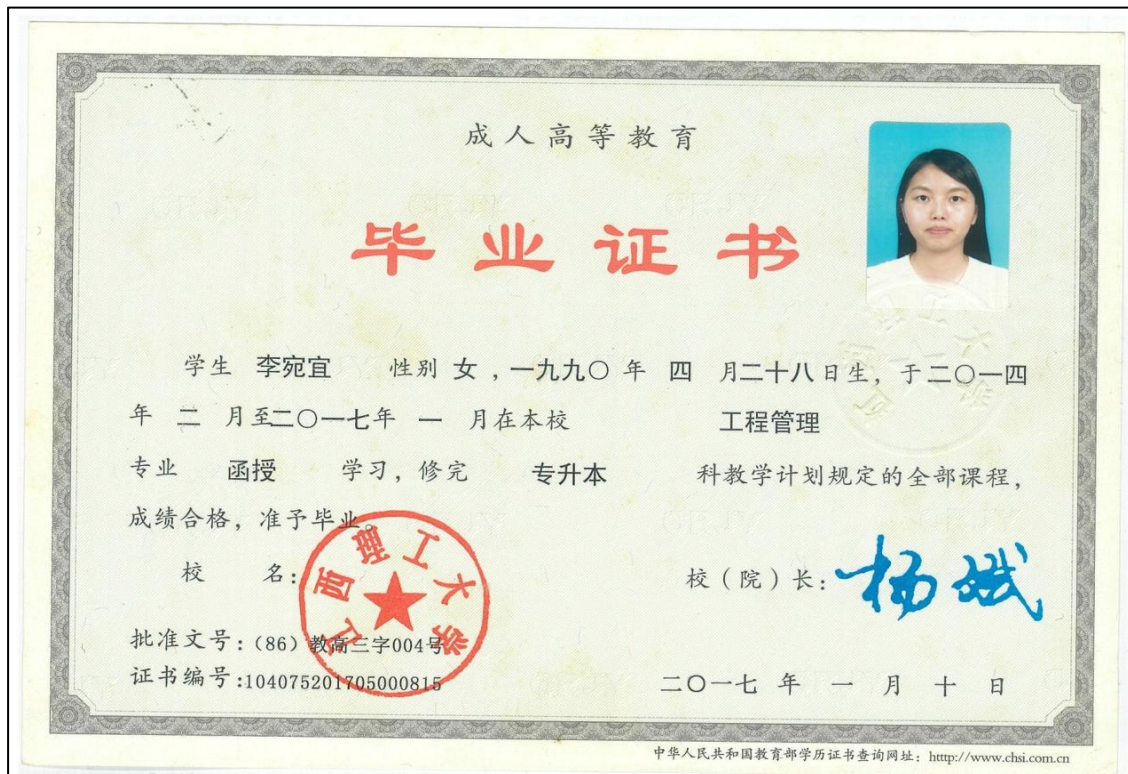 成人高等教育
毕业证书
学生 李宛宜 性别 女，一九九〇年 四 月二十八日生，于二〇一四
年 二 月至二〇一七年 一 月在本校 工程管理
专业 函授 学习，修完 专升本 科教学计划规定的全部课程，
成绩合格，准予毕业。
校 名：
江西理工大学
校（院）长：
批准文号：(86）教高三字004号
证书编号:104075201705000815
二〇一七 年 一 月 十 日
中华人民共和国教育部学历证书查询网址：http://www.chsi.com.cn